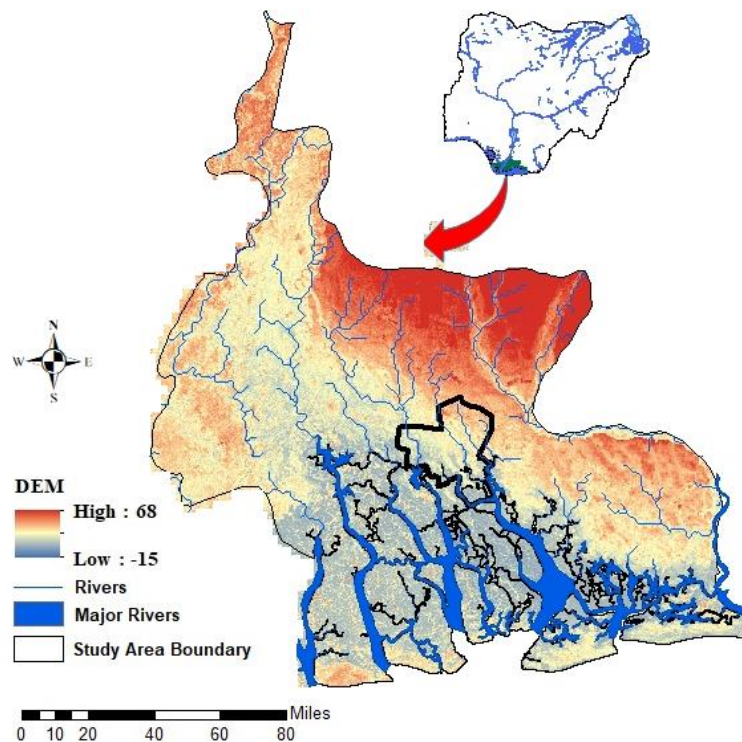 N
W E
S
DEM
High : 68
Low : -15
Rivers
Major Rivers
Study Area Boundary
Miles
0 10 20 40 60 80